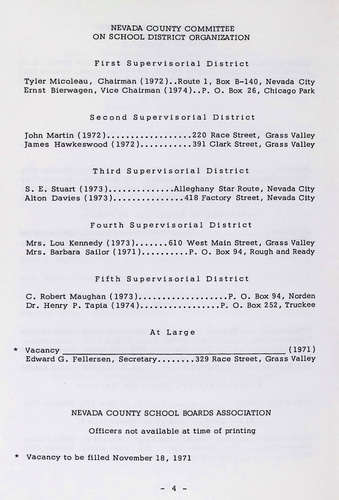 NEVADA COUNTY COMMITTEE
ON SCHOOL DISTRICT ORGANIZATION
First Supervisorial District
Tyler Micoleau, Chairman (1972)..Route 1, Box B-140, Nevada City
Ernst Bierwagen, Vice Chairman (1974)..P. O. Box 26, Chicago Park
Second Supervisorial District
John Martin (1972).................220 Race Street, Grass Valley
James Hawkeswood (1972)..........391 Clark Street, Grass Valley
Third Supervisorial District
S. E. Stuart (1973).............Alleghany Star Route, Nevada City
Alton Davies (1973)..............418 Factory Street, Nevada City
Fourth Supervisorial District
Mrs. Lou Kennedy (1973).......610 West Main Street, Grass Valley
Mrs. Barbara Sailor (1971)..........P. O. Box 94, Rough and Ready
Fifth Supervisorial District
C. Robert Maughan (1973)..................P. O. Box 94, Norden
Dr. Henry P. Tapia (1974)................P. O. Box 252, Truckee
At Large
* Vacancy ______________________________ (1971)
Edward G. Fellersen, Secretary........329 Race Street, Grass Valley
NEVADA COUNTY SCHOOL BOARDS ASSOCIATION
Officers not available at time of printing
* Vacancy to be filled November 18, 1971
- 4 -